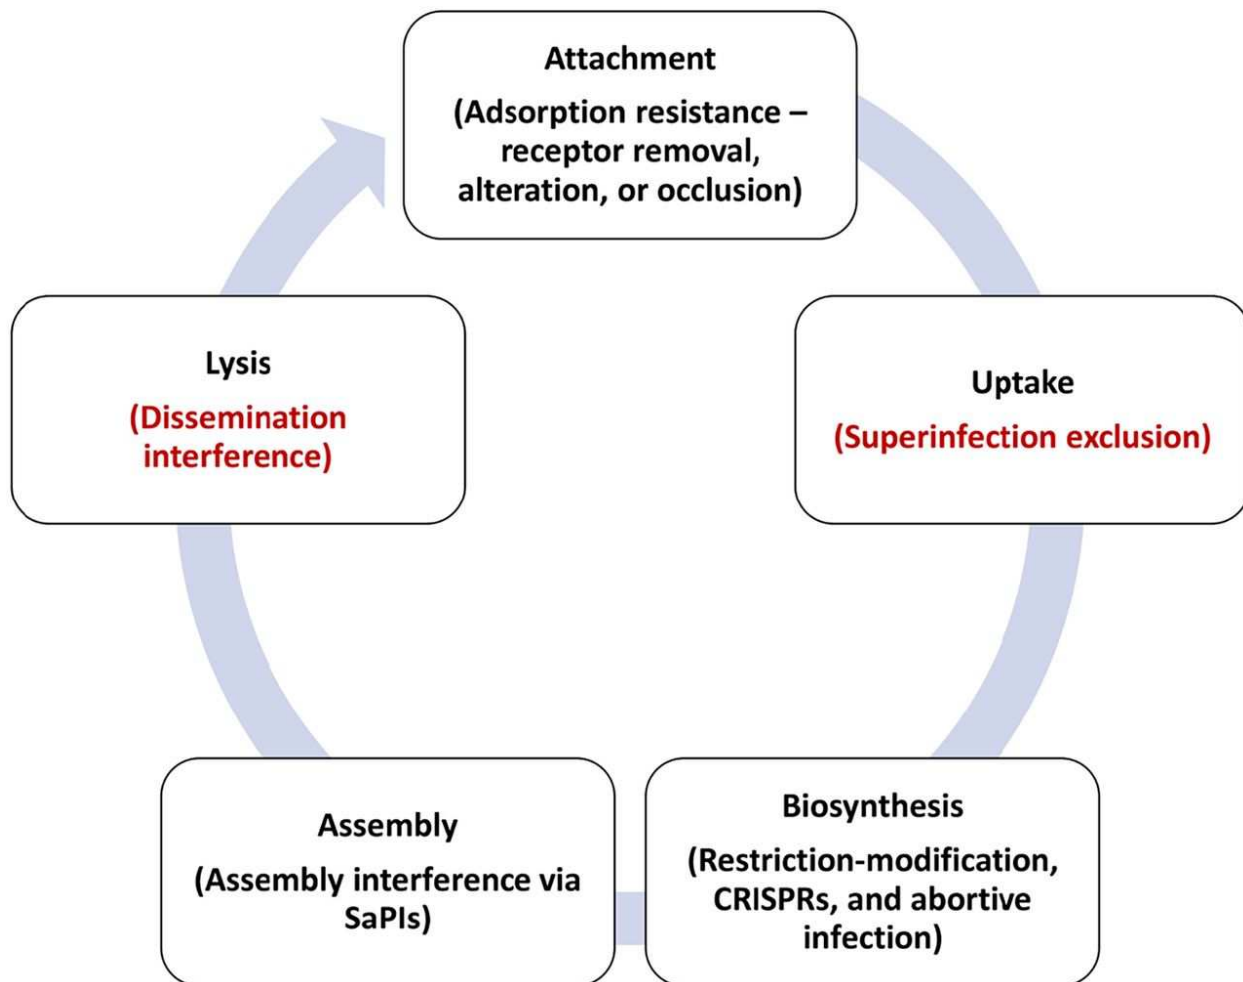 Attachment
(Adsorption resistance –
receptor removal,
alteration, or occlusion)
Uptake
(Superinfection exclusion)
Biosynthesis
(Restriction-modification,
CRISPRs, and abortive
infection)
Assembly
(Assembly interference via
SaPIs)
Lysis
(Dissemination
interference)